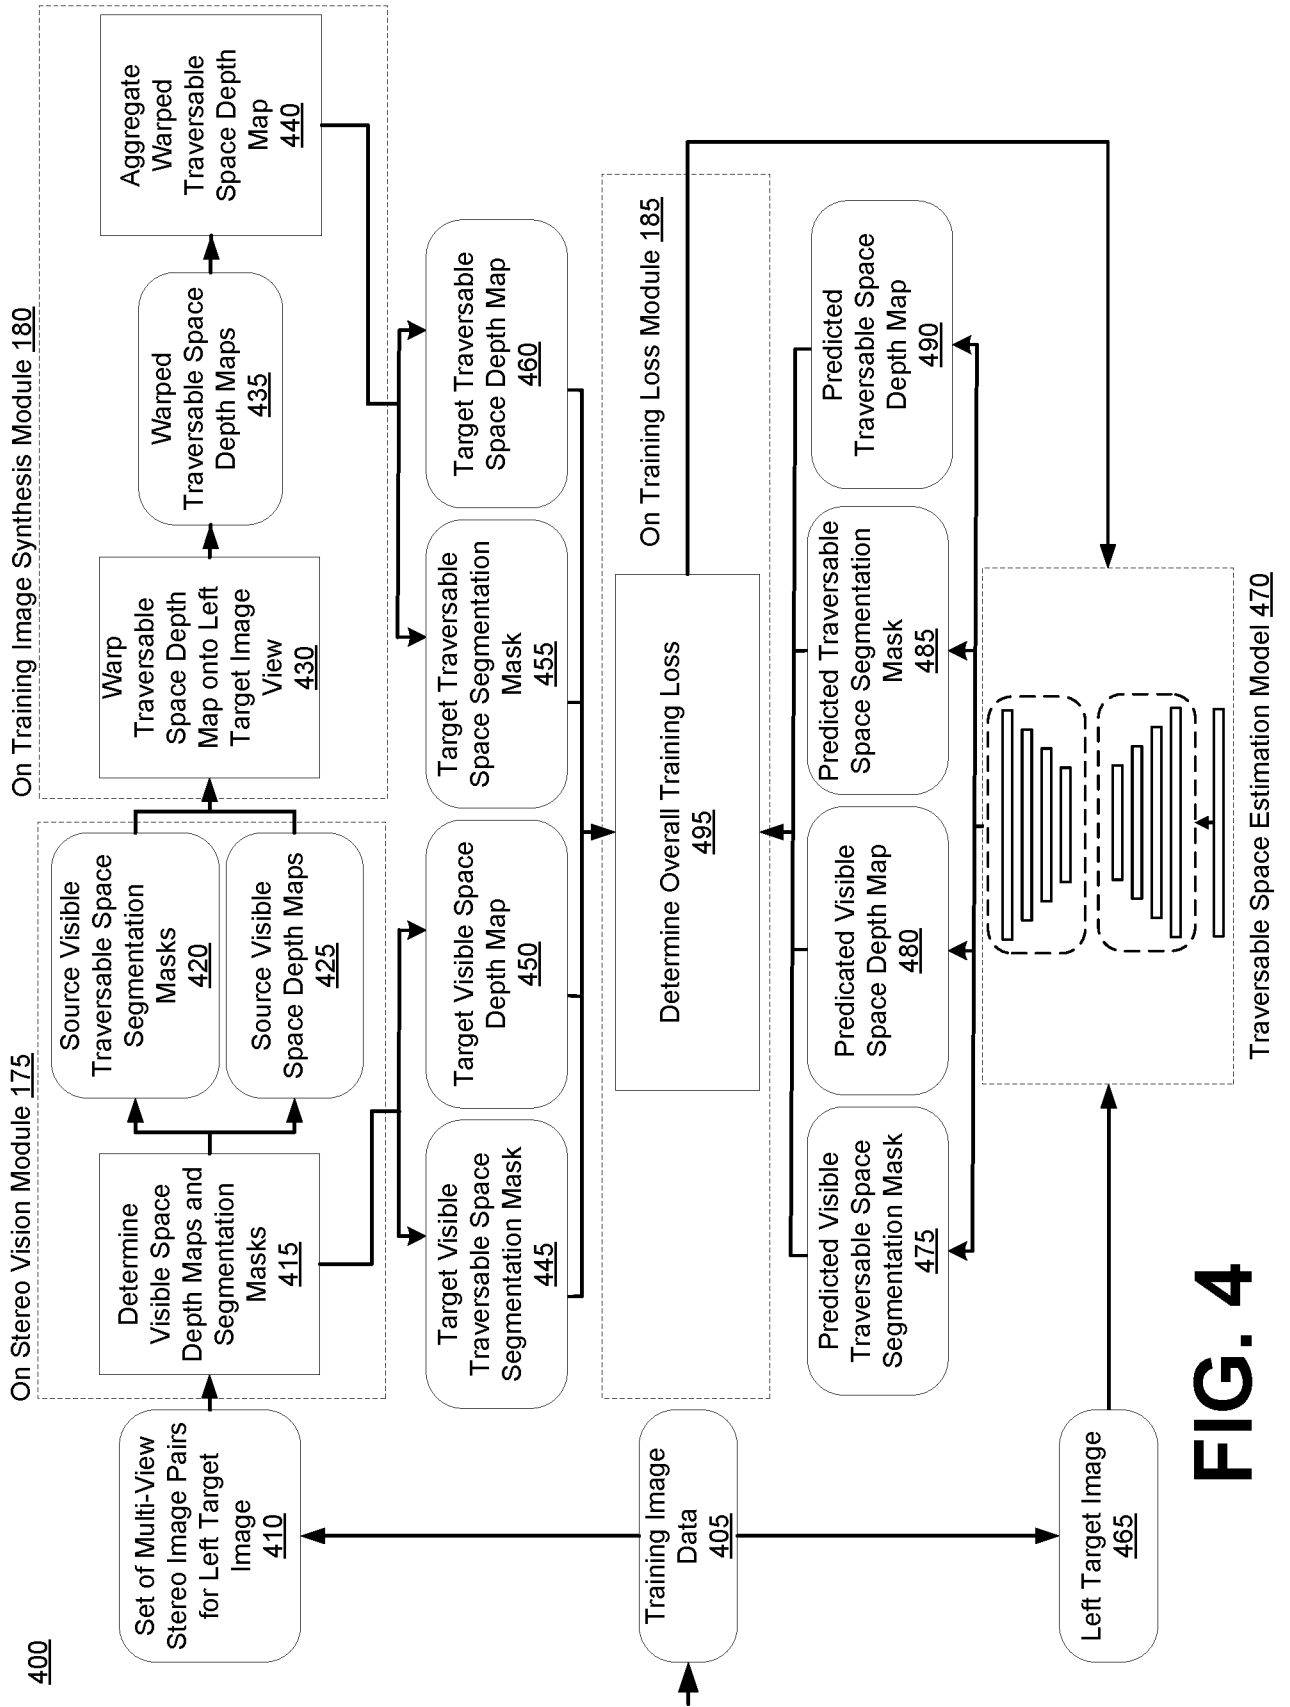 400
Set of Multi-View
Stereo Image Pairs
for Left Target
Image
410
On Stereo Vision Module 175
Determine
Visible Space
Depth Maps and
Segmentation
Masks
415
Source Visible
Traversable Space
Segmentation
Masks
420
Source Visible
Space Depth Maps
425
On Training Image Synthesis Module 180
Warp
Traversable
Space Depth
Map onto Left
Target Image
View
430
Warped
Traversable Space
Depth Maps
435
Aggregate
Warped
Traversable
Space Depth
Map
440
Target Visible
Traversable Space
Segmentation Mask
445
Target Visible Space
Depth Map
450
Target Traversable
Space Segmentation
Mask
455
Target Traversable
Space Depth Map
460
Training Image
Data
405
Determine Overall Training Loss
495
On Training Loss Module 185
Predicted Visible
Traversable Space
Segmentation Mask
475
Predicated Visible
Space Depth Map
480
Predicted Traversable
Space Segmentation
Mask
485
Predicted
Traversable Space
Depth Map
490
Left Target Image
465
Traversable Space Estimation Model 470
FIG. 4